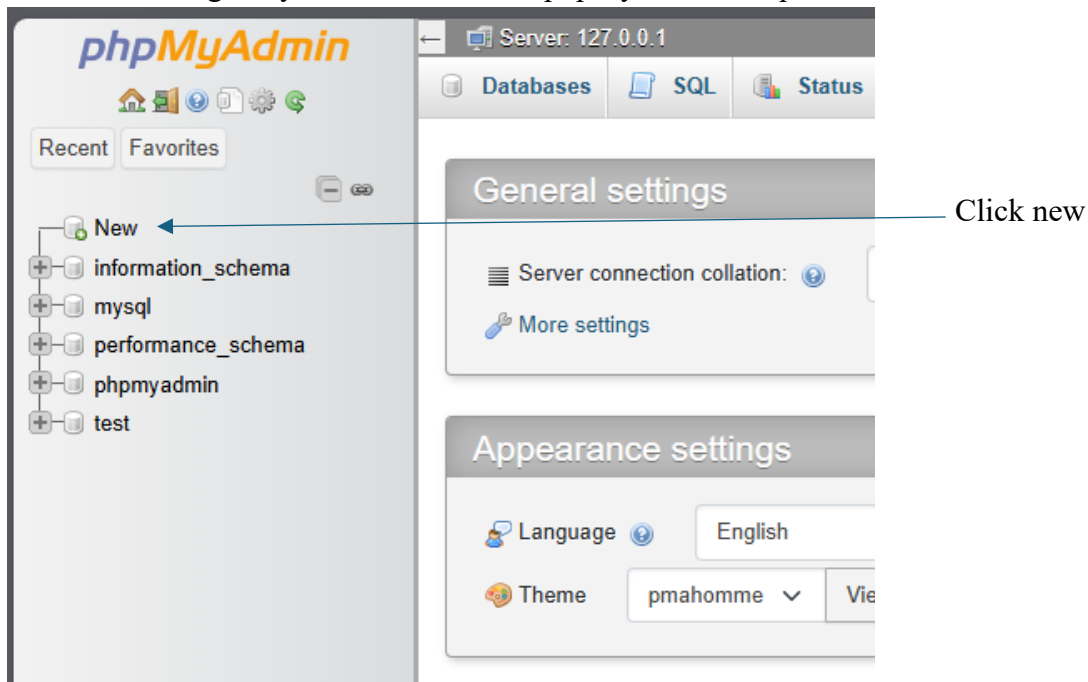 phpMyAdmin
Recent Favorites
New
information_schema
mysql
performance_schema
phpmyadmin
test
Server: 127.0.0.1
Databases SQL Status
General settings
Server connection collation:
More settings
Appearance settings
Language English
Theme pmahomme Vie
Click new